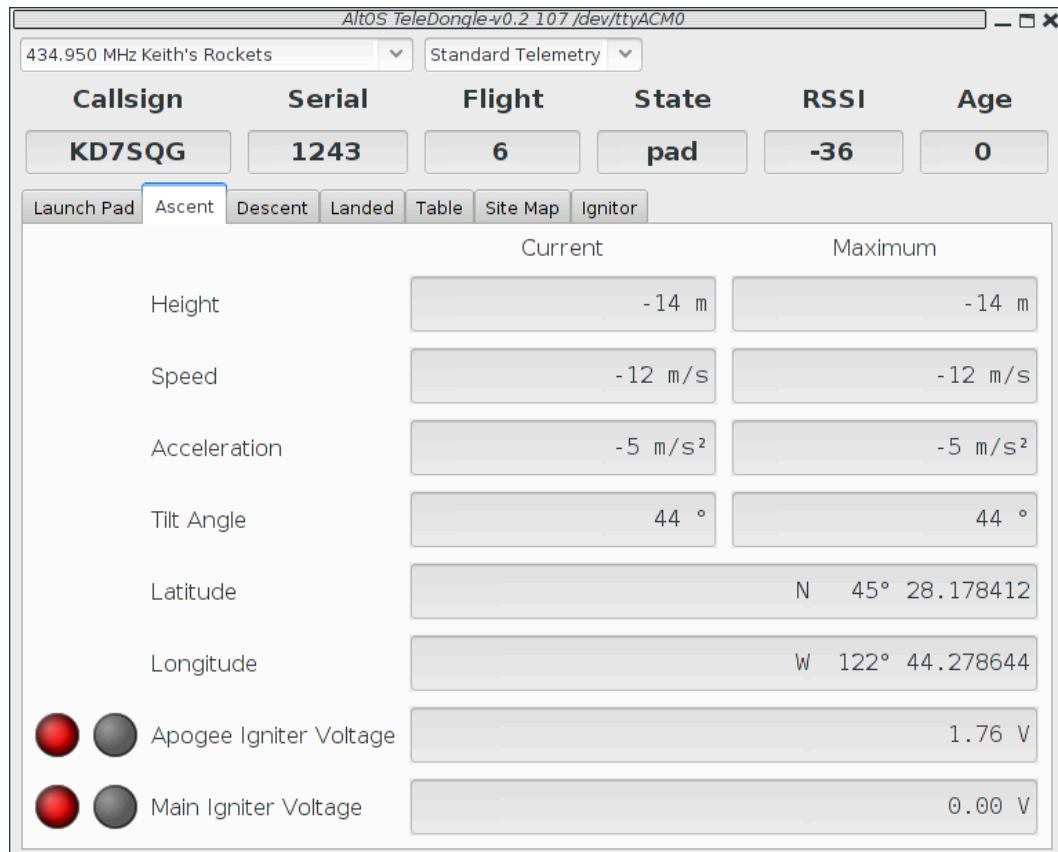 AltOS TeleDongle-v0.2 107 /dev/ttyACM0
434.950 MHz Keith's Rockets Standard Telemetry
Callsign Serial Flight State RSSI Age
KD7SQG 1243 6 pad -36 0
Launch Pad Ascent Descent Landed Table Site Map Ignitor
Current Maximum
Height -14 m -14 m
Speed -12 m/s -12 m/s
Acceleration -5 m/s² -5 m/s²
Tilt Angle 44 ° 44 °
Latitude N 45° 28.178412
Longitude W 122° 44.278644
Apogee Igniter Voltage 1.76 V
Main Igniter Voltage 0.00 V